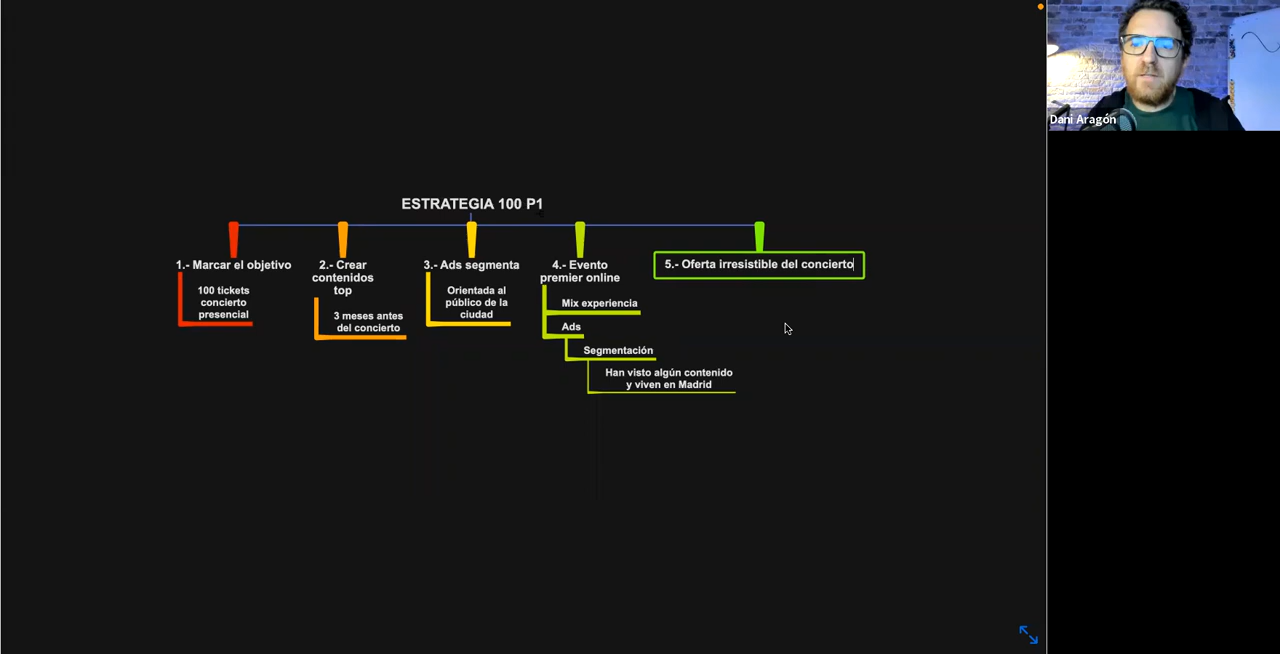 Dani Aragón
ESTRATEGIA 100 P1
1.- Marcar el objetivo
100 tickets
concierto
presencial
2.- Crear
contenidos
top
3 meses antes
del concierto
3.- Ads segmenta
Orientada al
público de la
ciudad
4.- Evento
premier online
Mix experiencia
Ads
Segmentación
Han visto algún contenido
y viven en Madrid
5.- Oferta irresistible del concierto